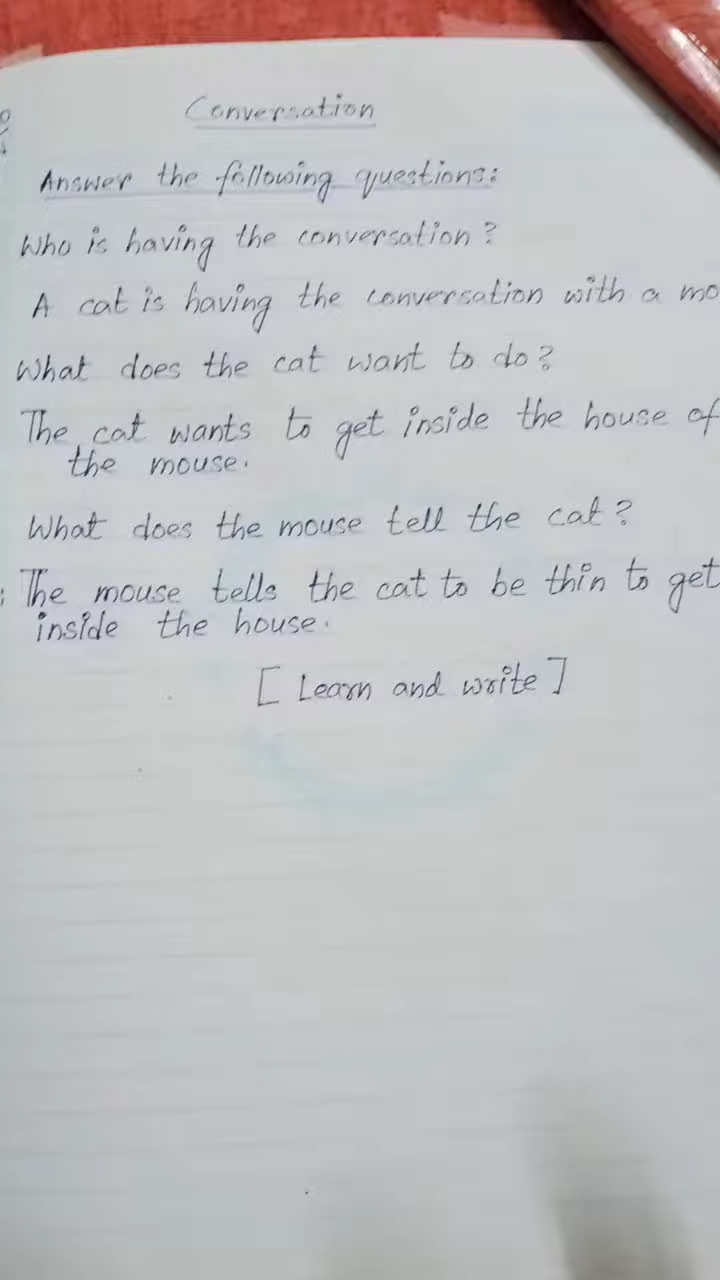 Conversation
Answer the following questions:
Who is having the conversation?
A cat is having the conversation with a mo
What does the cat want to do?
The cat wants to get inside the house of
the mouse.
What does the mouse tell the cat?
: The mouse tells the cat to be thin to get
inside the house.
[ Learn and write ]